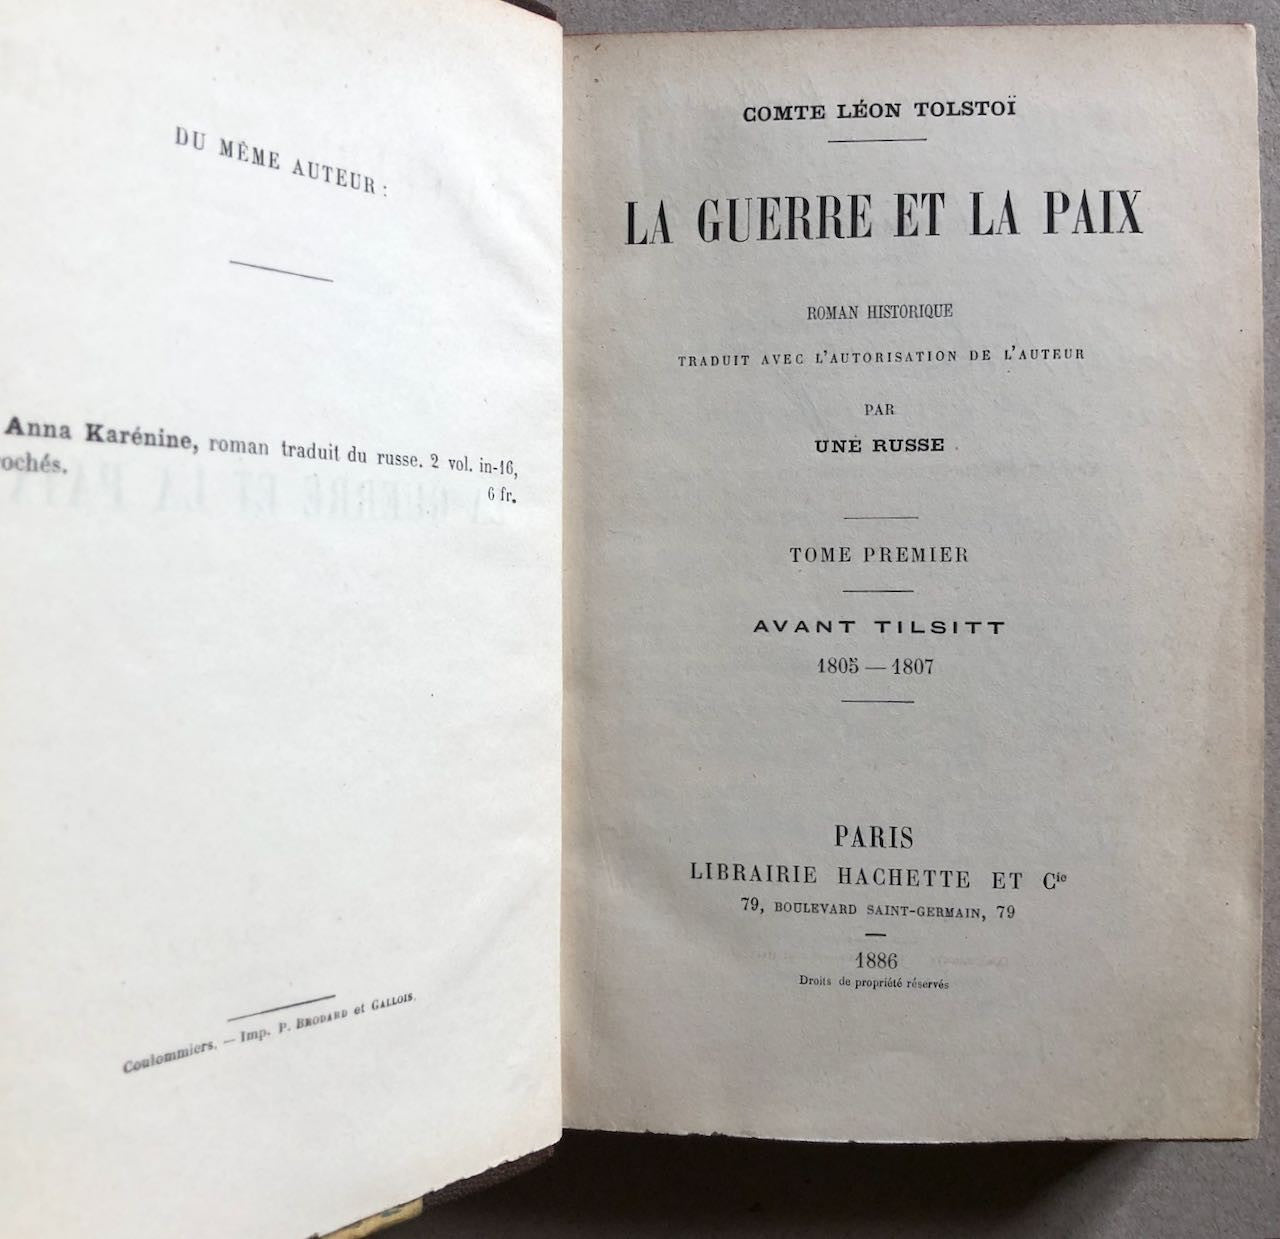 DU MÊME AUTEUR :
Anna Karénine, roman traduit du russe. 2 vol. in-16,
ochés.
6 fr.
Coulommiers. — Imp. P. BRODARD et GALLOIS.
COMTE LÉON TOLSTOÏ
LA GUERRE ET LA PAIX
ROMAN HISTORIQUE
TRADUIT AVEC L'AUTORISATION DE L'AUTEUR
PAR
UNE RUSSE
TOME PREMIER
AVANT TILSITT
1805 — 1807
PARIS
LIBRAIRIE HACHETTE ET Cie
79, BOULEVARD SAINT-GERMAIN, 79
1886
Droits de propriété réservés